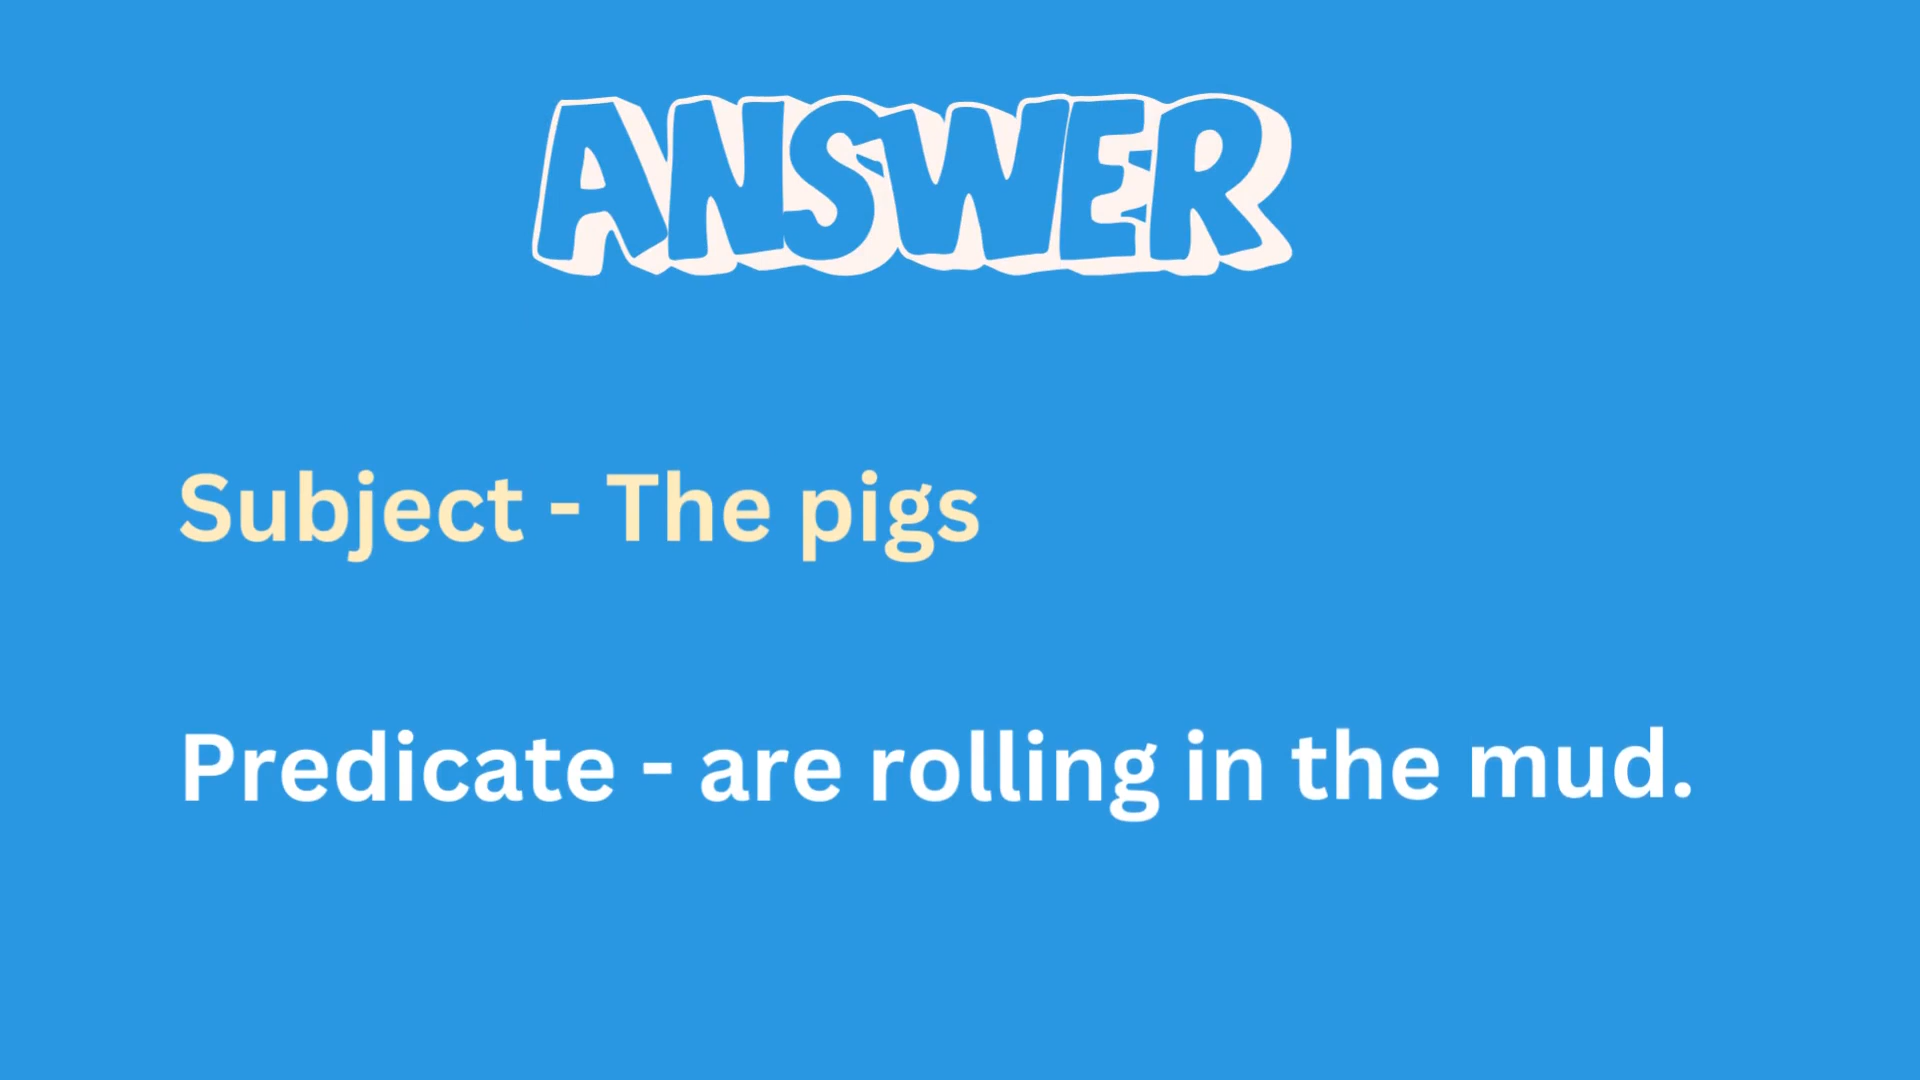 ANSWER
Subject - The pigs
Predicate - are rolling in the mud.